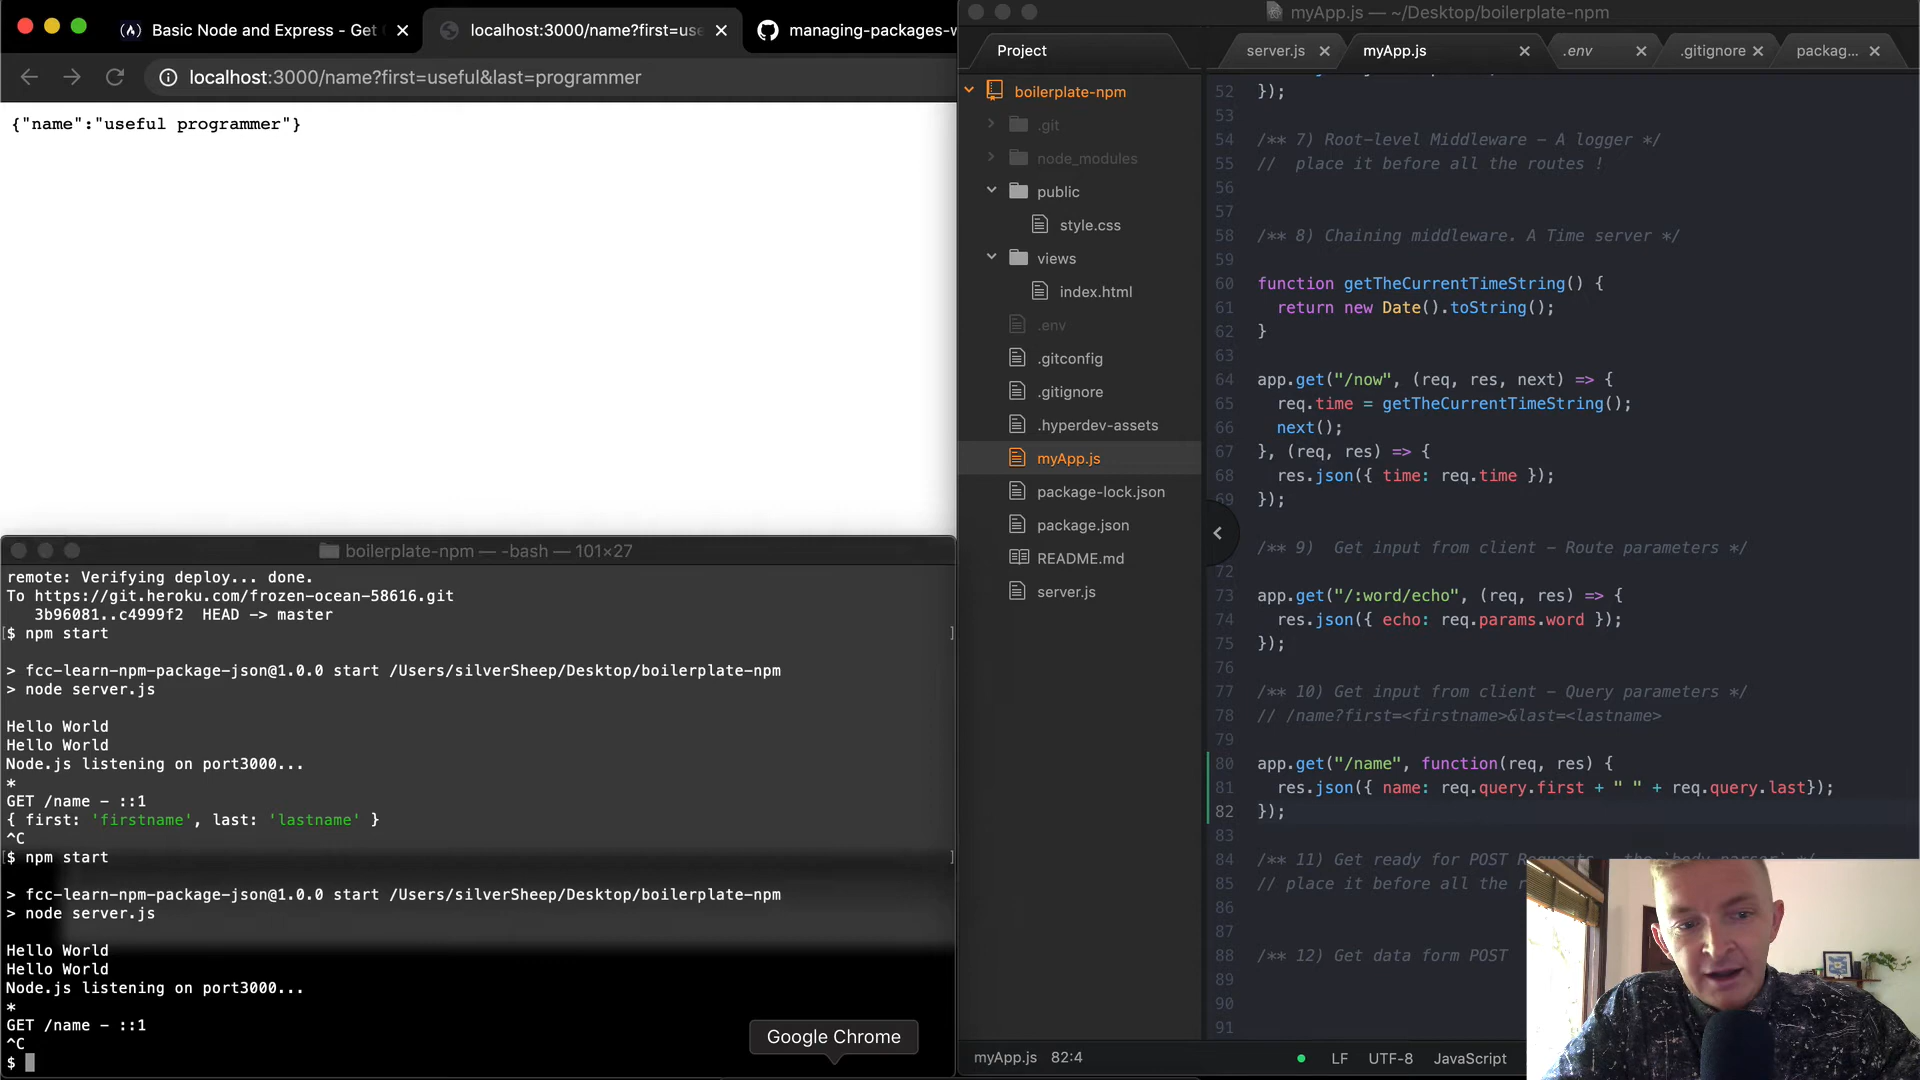 Basic Node and Express - Get
localhost:3000/name?first=use
managing-packages-w
localhost:3000/name?first=useful&last=programmer
{"name":"useful programmer"}
boilerplate-npm — -bash — 101×27
remote: Verifying deploy... done.
To https://git.heroku.com/frozen-ocean-58616.git
3b96081..c4999f2  HEAD -> master
[$ npm start ]
> fcc-learn-npm-package-json@1.0.0 start /Users/silverSheep/Desktop/boilerplate-npm
> node server.js
Hello World
Hello World
Node.js listening on port3000...
*
GET /name - ::1
{ first: 'firstname', last: 'lastname' }
^C
[$ npm start ]
> fcc-learn-npm-package-json@1.0.0 start /Users/silverSheep/Desktop/boilerplate-npm
> node server.js
Hello World
Hello World
Node.js listening on port3000...
*
GET /name - ::1
^C
$
Google Chrome
myApp.js — ~/Desktop/boilerplate-npm
Project
server.js
myApp.js
.env
.gitignore
packag...
boilerplate-npm
.git
node_modules
public
style.css
views
index.html
.env
.gitconfig
.gitignore
.hyperdev-assets
myApp.js
package-lock.json
package.json
README.md
server.js
52 });
53
54 /** 7) Root-level Middleware - A logger */
55 //  place it before all the routes !
56
57
58 /** 8) Chaining middleware. A Time server */
59
60 function getTheCurrentTimeString() {
61 return new Date().toString();
62 }
63
64 app.get("/now", (req, res, next) => {
65 req.time = getTheCurrentTimeString();
66 next();
67 }, (req, res) => {
68 res.json({ time: req.time });
69 });
/** 9)  Get input from client - Route parameters */
72
73 app.get("/:word/echo", (req, res) => {
74 res.json({ echo: req.params.word });
75 });
76
77 /** 10) Get input from client - Query parameters */
78 // /name?first=<firstname>&last=<lastname>
79
80 app.get("/name", function(req, res) {
81 res.json({ name: req.query.first + " " + req.query.last});
82 });
83
84 /** 11) Get ready for POST Requests - the `body-parser` */
85 // place it before all the r
86
87
88 /** 12) Get data form POST
89
90
91
myApp.js 82:4
LF
UTF-8
JavaScript